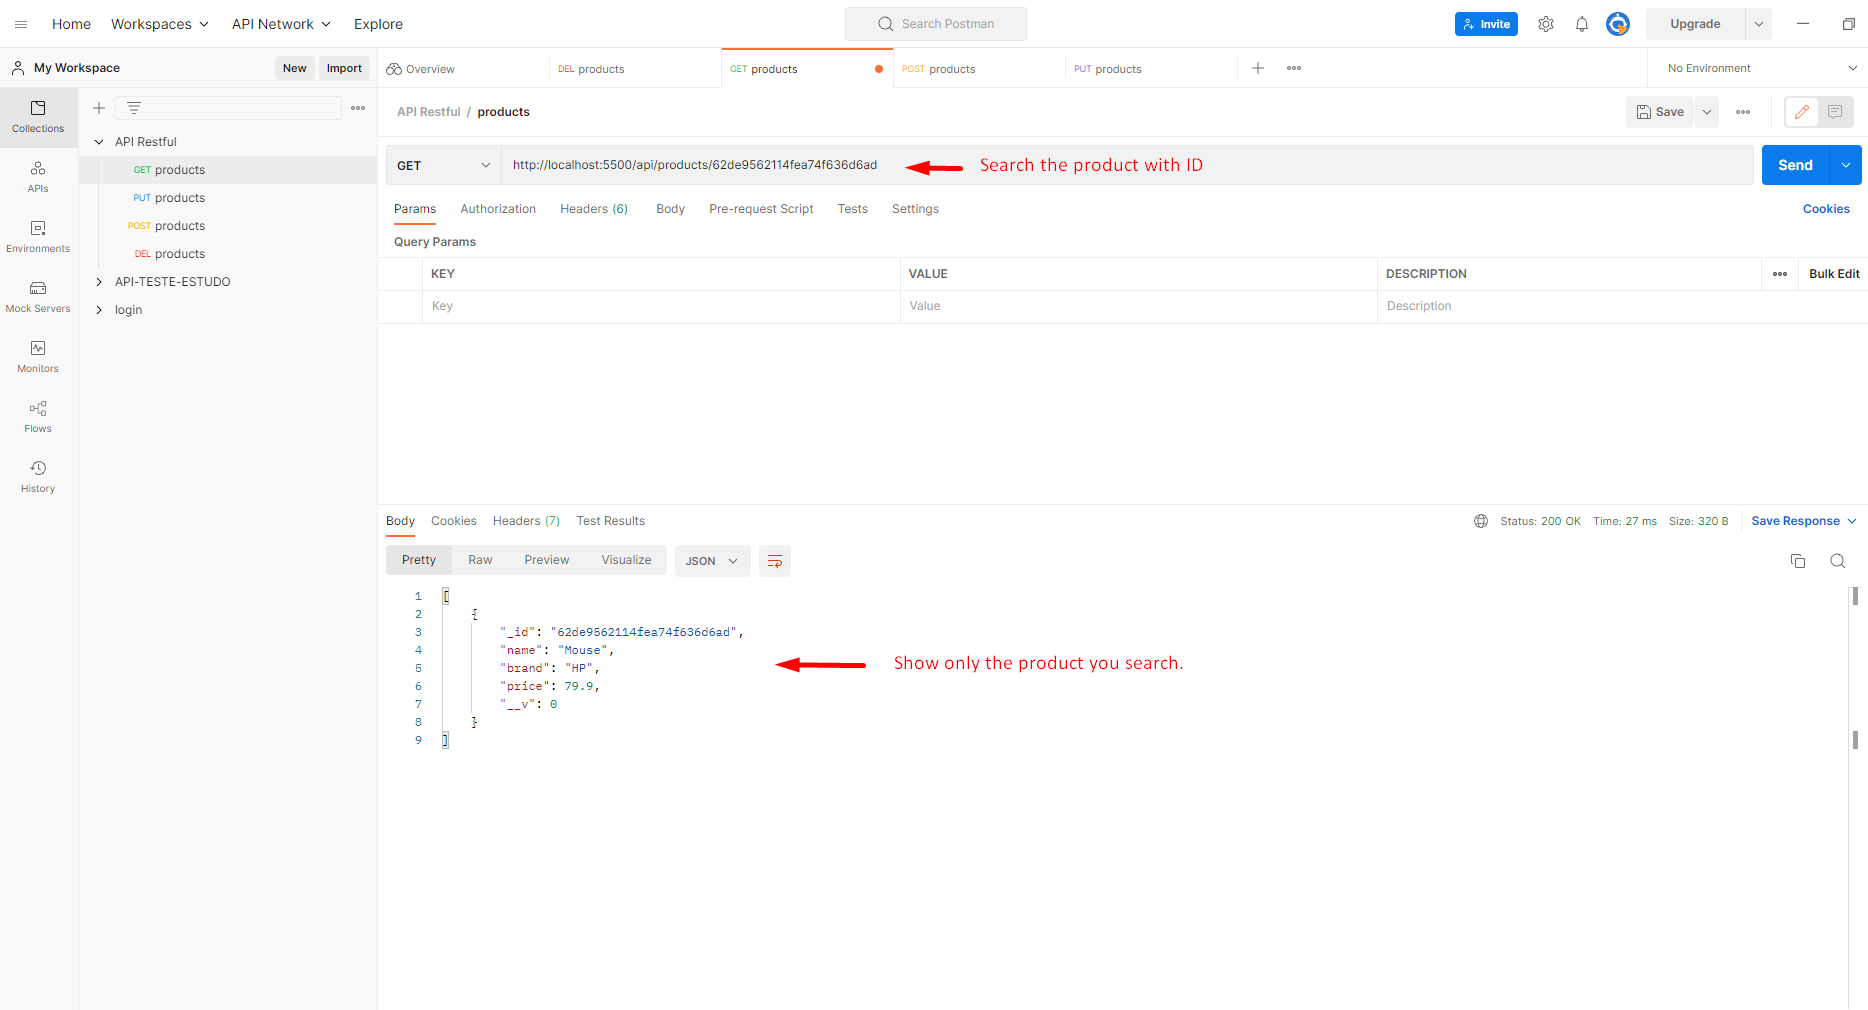 Home Workspaces API Network Explore Search Postman Invite Upgrade
My Workspace New Import
Overview DEL products GET products POST products PUT products No Environment
Collections
APIs
Environments
Mock Servers
Monitors
Flows
History
API Restful
GET products
PUT products
POST products
DEL products
API-TESTE-ESTUDO
login
API Restful / products Save
GET http://localhost:5500/api/products/62de9562114fea74f636d6ad Search the product with ID Send
Params Authorization Headers (6) Body Pre-request Script Tests Settings Cookies
Query Params
KEY VALUE DESCRIPTION Bulk Edit
Key Value Description
Body Cookies Headers (7) Test Results Status: 200 OK Time: 27 ms Size: 320 B Save Response
Pretty Raw Preview Visualize JSON
1 [
2 {
3 "_id": "62de9562114fea74f636d6ad",
4 "name": "Mouse",
5 "brand": "HP",
6 "price": 79.9,
7 "__v": 0
8 }
9 ]
Show only the product you search.